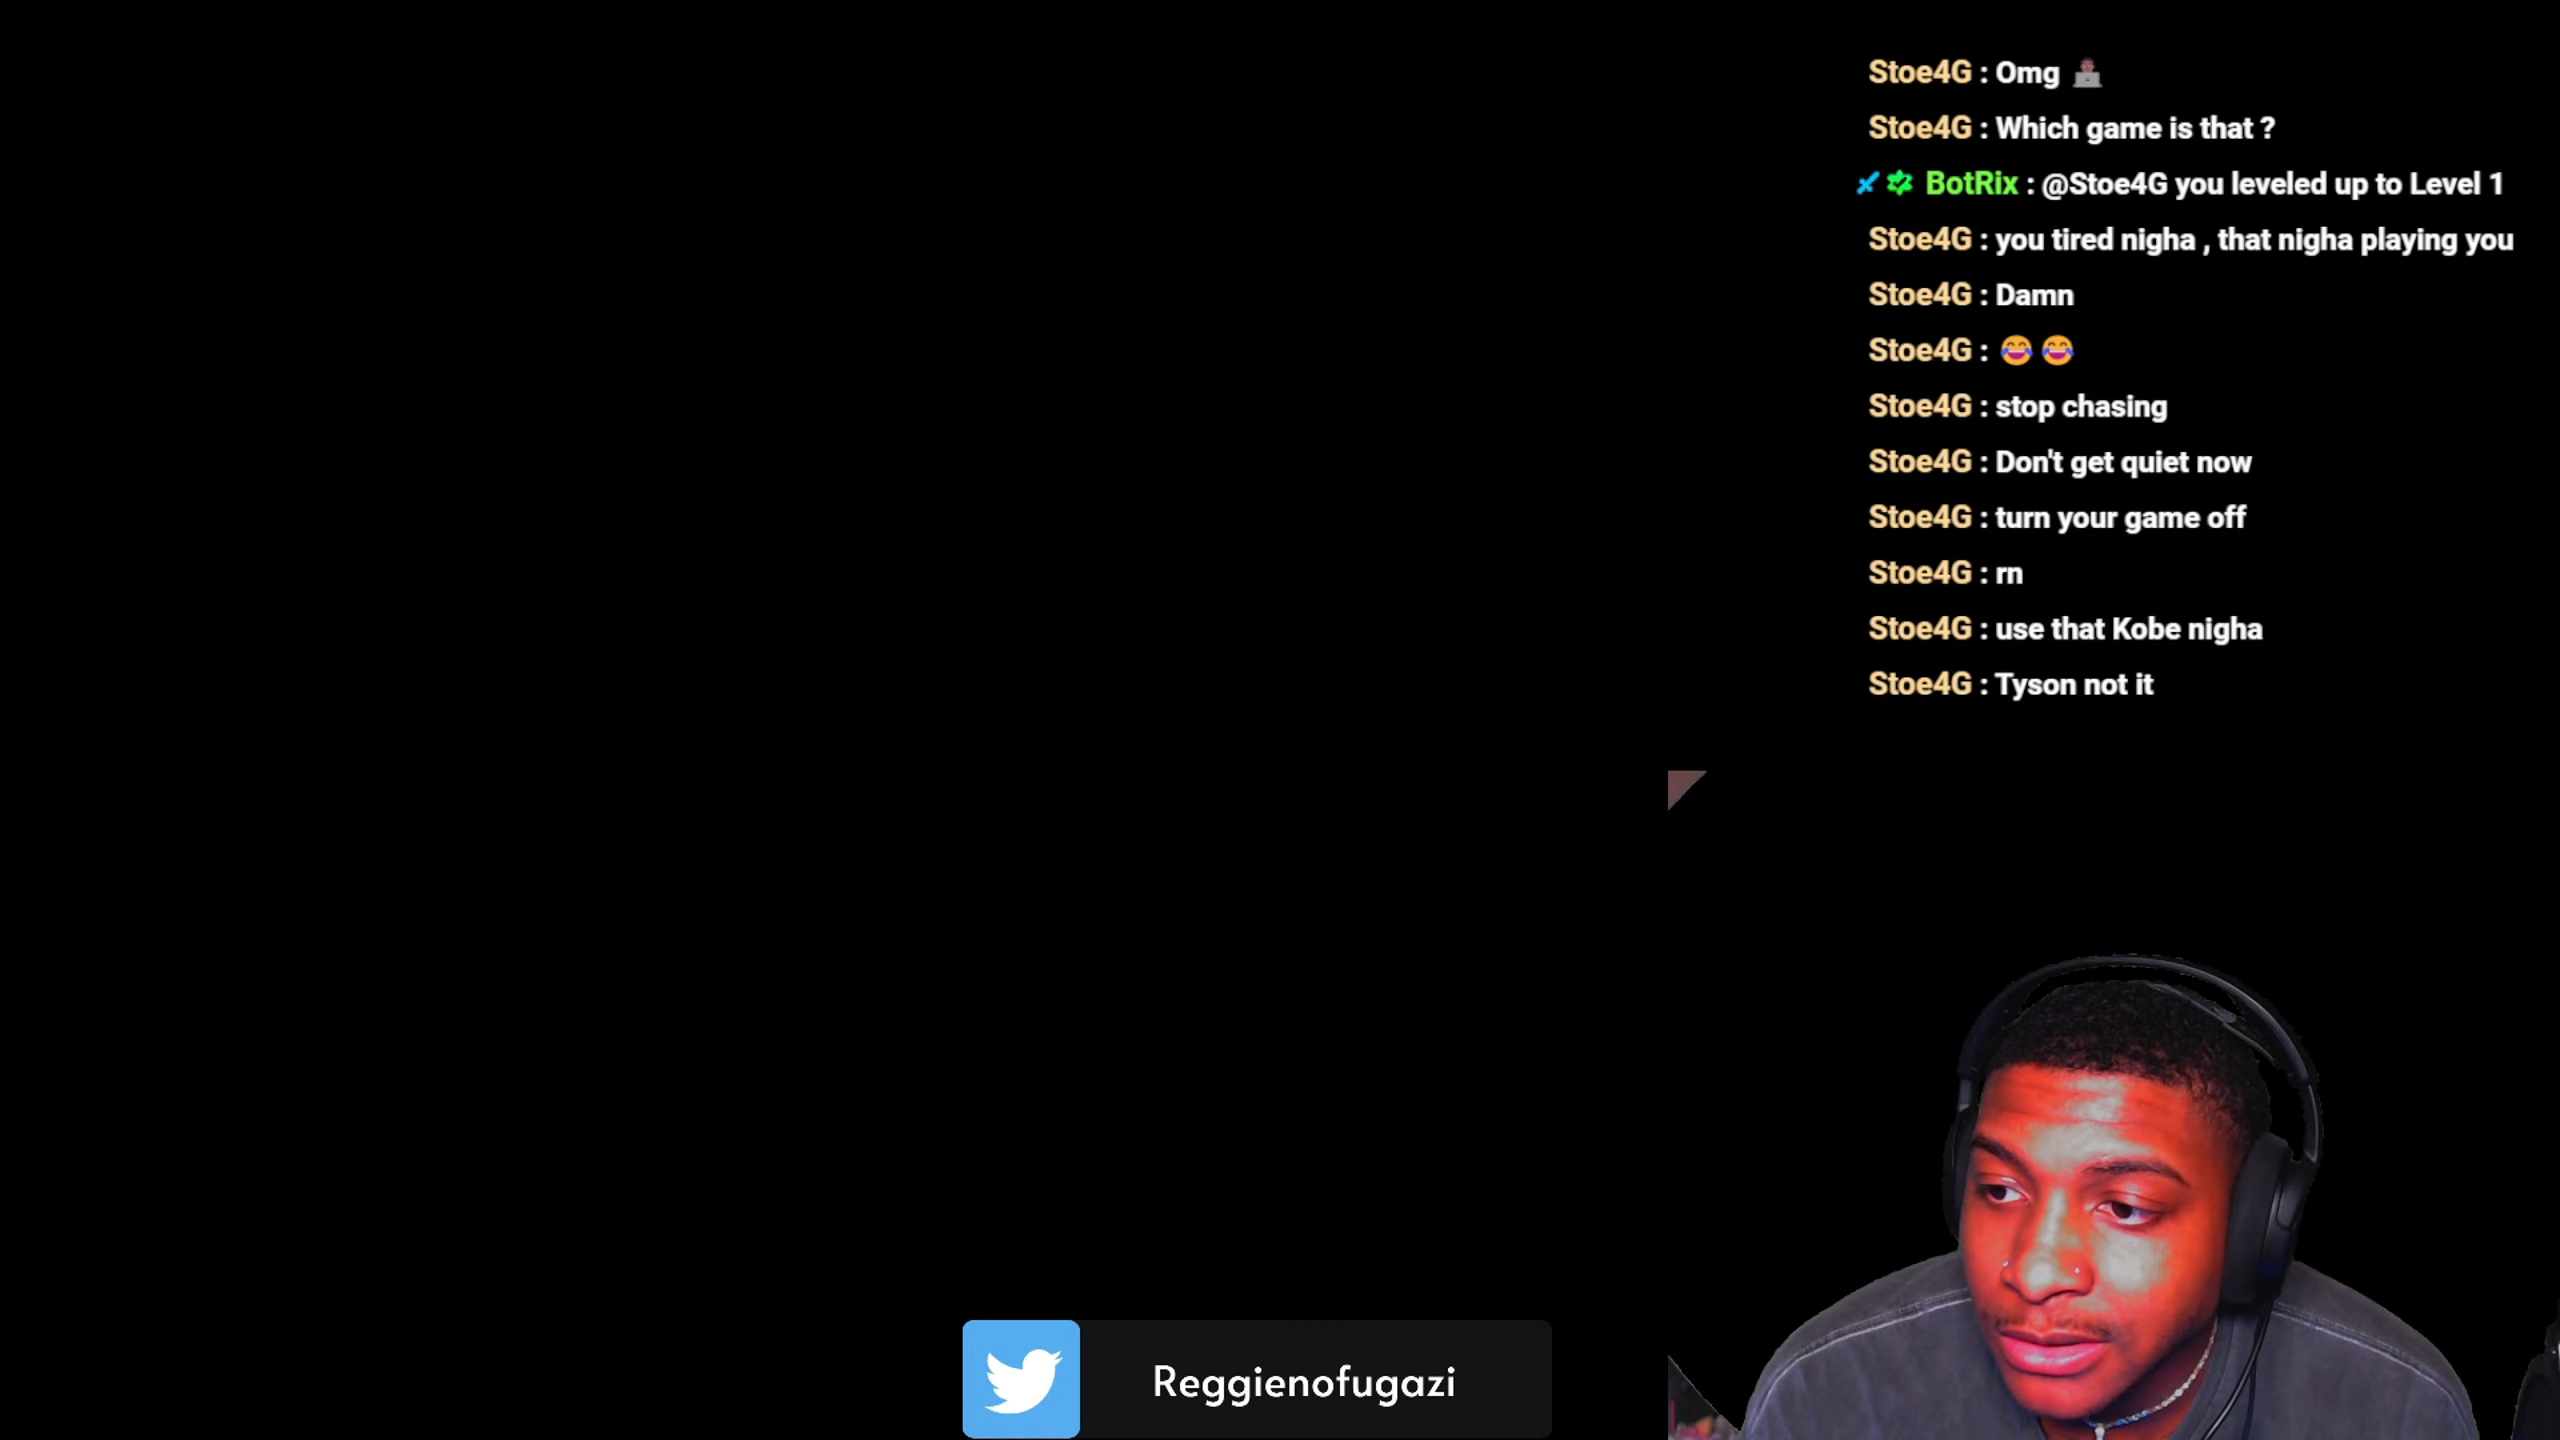 Stoe4G : Omg 👨🏿‍💻
Stoe4G : Which game is that ?
BotRix : @Stoe4G you leveled up to Level 1
Stoe4G : you tired nigha , that nigha playing you
Stoe4G : Damn
Stoe4G : 😂 😂
Stoe4G : stop chasing
Stoe4G : Don't get quiet now
Stoe4G : turn your game off
Stoe4G : rn
Stoe4G : use that Kobe nigha
Stoe4G : Tyson not it
Reggienofugazi